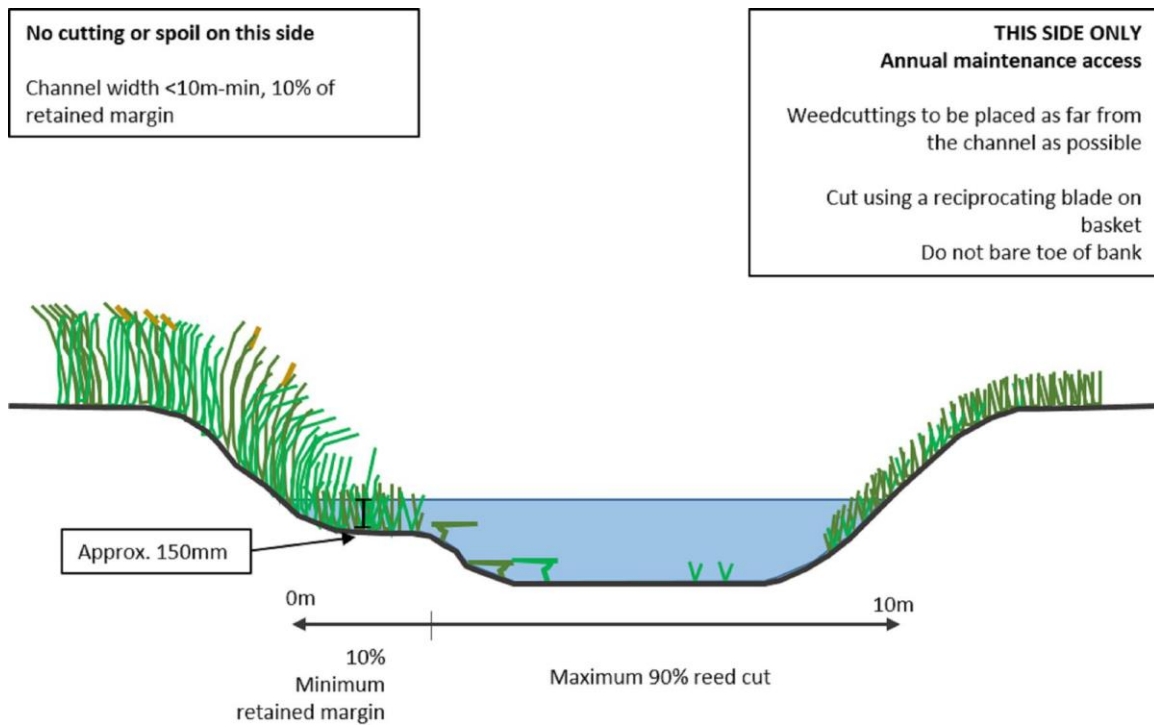 No cutting or spoil on this side
Channel width <10m-min, 10% of
retained margin
THIS SIDE ONLY
Annual maintenance access
Weedcuttings to be placed as far from
the channel as possible
Cut using a reciprocating blade on
basket
Do not bare toe of bank
Approx. 150mm
0m
10m
10%
Minimum
retained margin
Maximum 90% reed cut